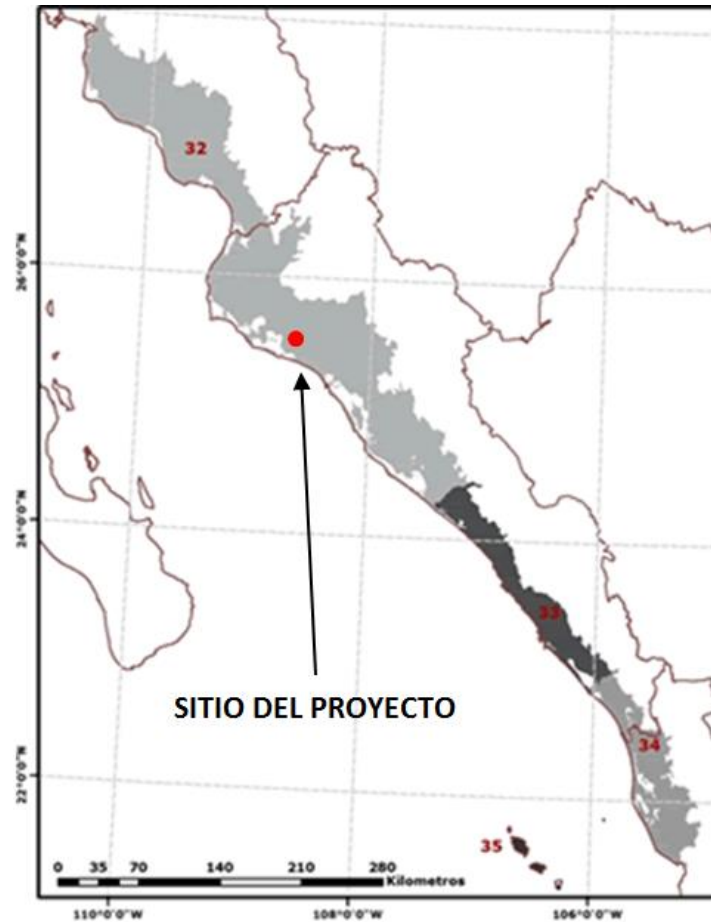 32
26°0'0"N
24°0'0"N
33
SITIO DEL PROYECTO
34
22°0'0"N
35
0 35 70 140 210 280
Kilometros
110°0'0"W 108°0'0"W 106°0'0"W